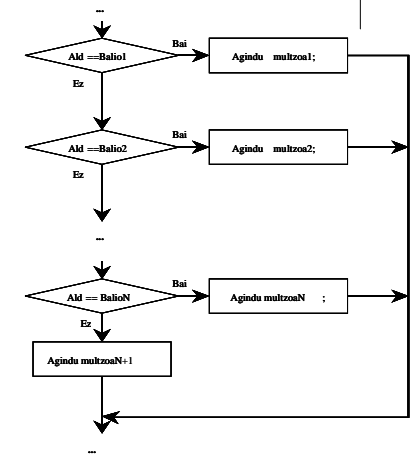 ...
Bai
Ald ==Balio1
Agindu multzoa1;
Ez
Bai
Ald ==Balio2
Agindu multzoa2;
Ez
...
Bai
Ald == BalioN
Agindu multzoaN ;
Ez
Agindu multzoaN+1
...